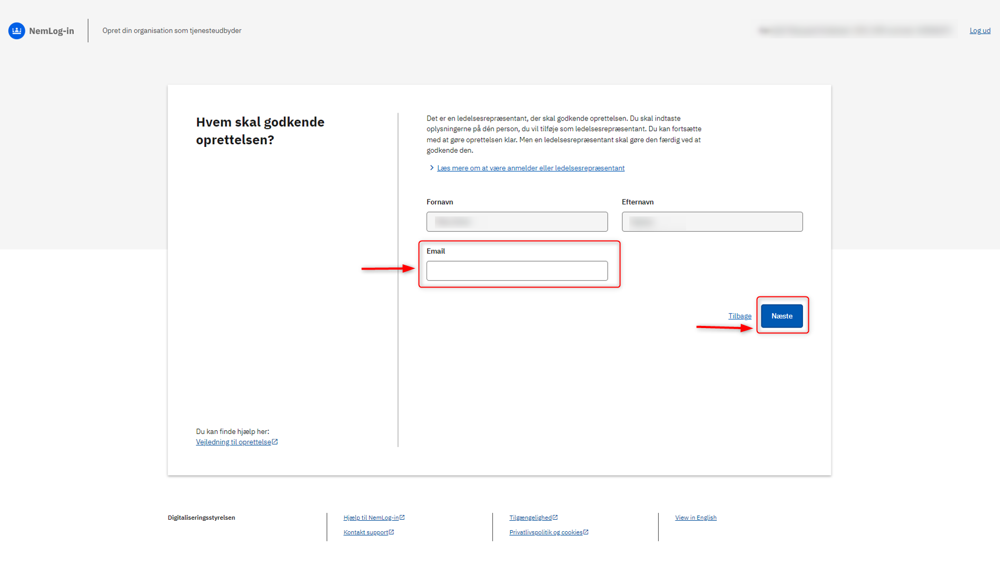 NemLog-in
Opret din organisation som tjenesteudbyder
Log ud
Hvem skal godkende
oprettelsen?
Det er en ledelsesrepræsentant, der skal godkende oprettelsen. Du skal indtaste
oplysningerne på dén person, du vil tilføje som ledelsesrepræsentant. Du kan fortsætte
med at gøre oprettelsen klar. Men en ledelsesrepræsentant skal gøre den færdig ved at
godkende den.
Læs mere om at være anmelder eller ledelsesrepræsentant
Fornavn
Efternavn
Email
Tilbage
Næste
Du kan finde hjælp her:
Vejledning til oprettelse
Digitaliseringsstyrelsen
Hjælp til NemLog-in
Kontakt support
Tilgængelighed
Privatlivspolitik og cookies
View in English